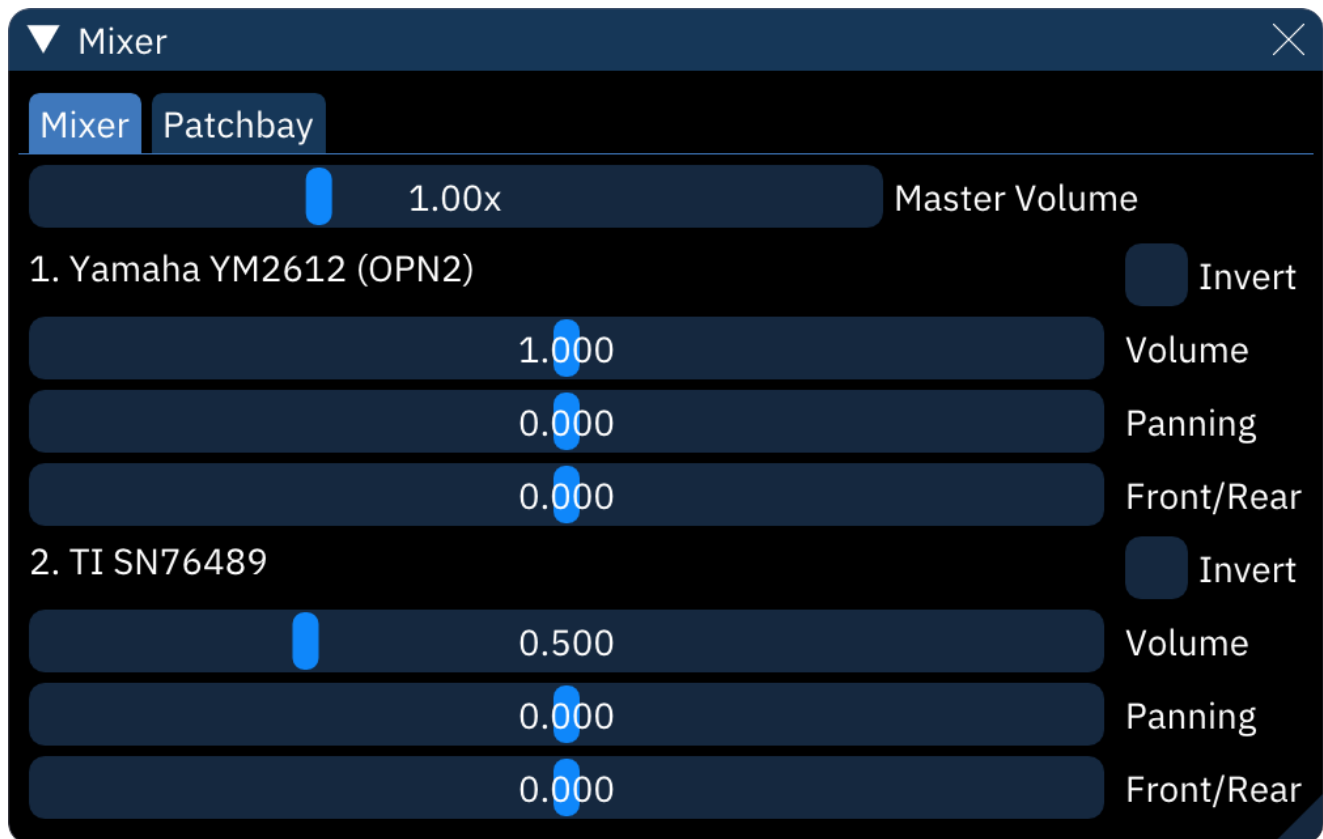 Mixer
Mixer Patchbay
1.00x Master Volume
1. Yamaha YM2612 (OPN2) Invert
1.000 Volume
0.000 Panning
0.000 Front/Rear
2. TI SN76489 Invert
0.500 Volume
0.000 Panning
0.000 Front/Rear